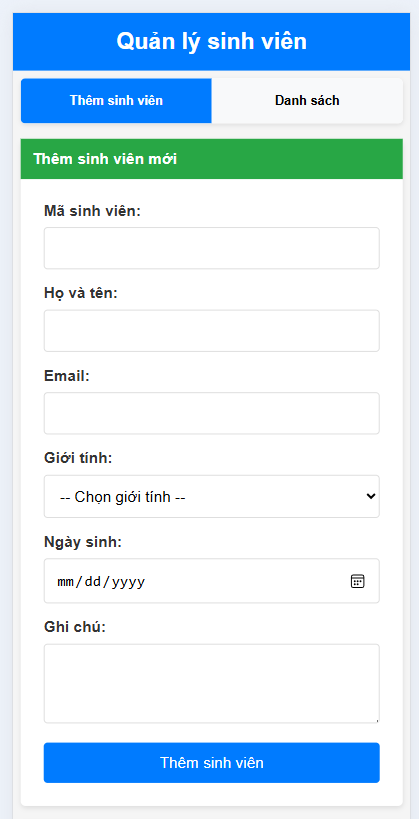 Quản lý sinh viên
Thêm sinh viên
Danh sách
Thêm sinh viên mới
Mã sinh viên:
Họ và tên:
Email:
Giới tính:
-- Chọn giới tính --
Ngày sinh:
mm/dd/yyyy
Ghi chú:
Thêm sinh viên